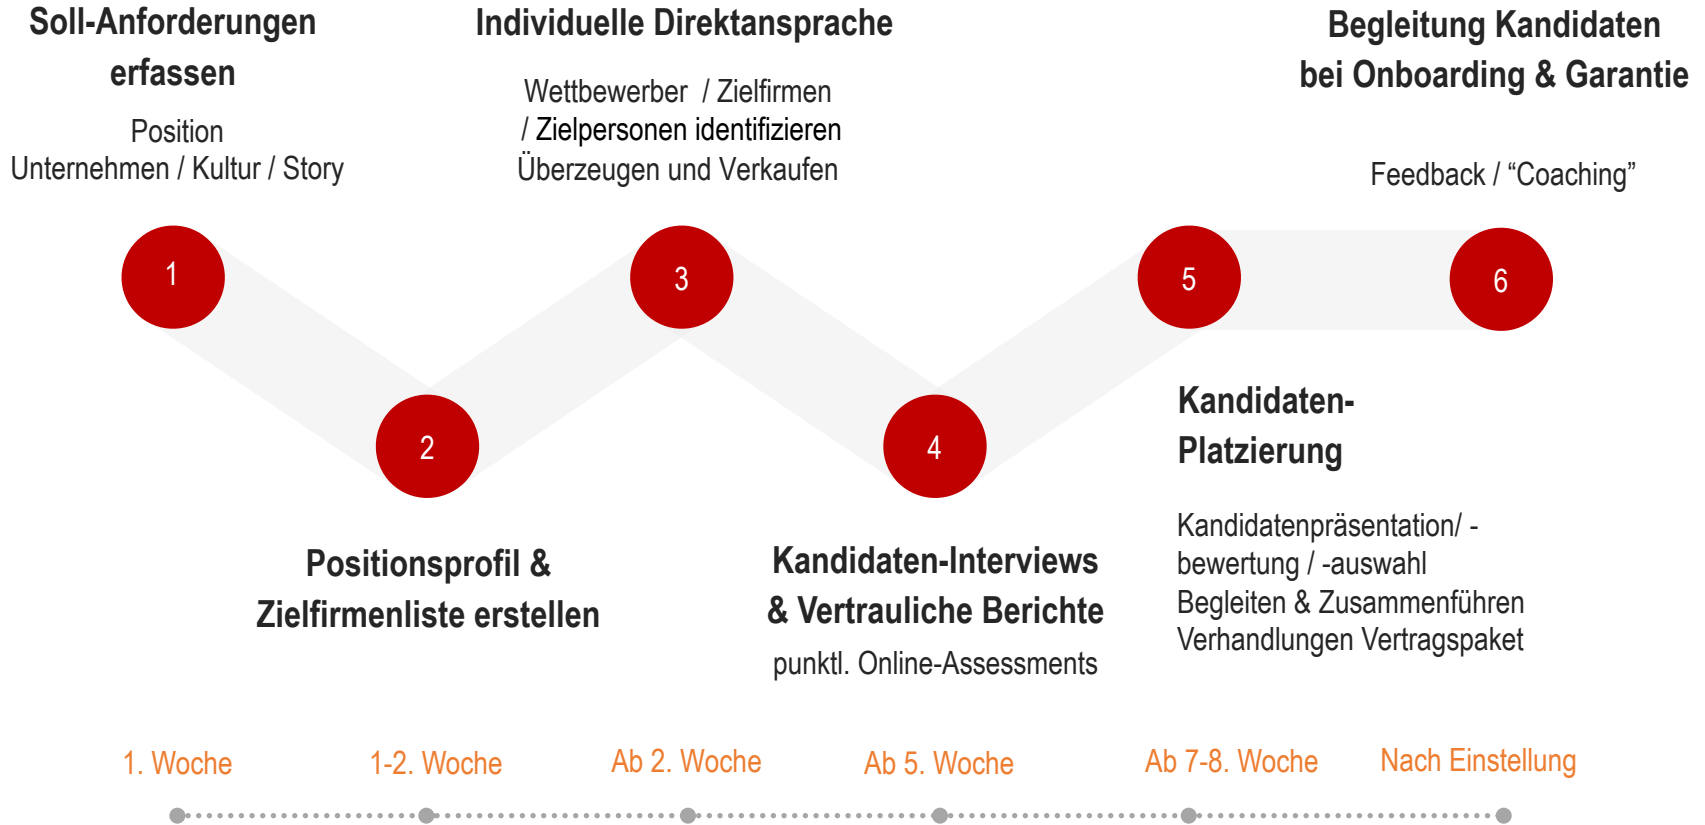 Soll-Anforderungen
erfassen
Position
Unternehmen / Kultur / Story
Individuelle Direktansprache
Wettbewerber / Zielfirmen
/ Zielpersonen identifizieren
Überzeugen und Verkaufen
Begleitung Kandidaten
bei Onboarding & Garantie
Feedback / “Coaching”
1
3
5
6
2
4
Positionsprofil &
Zielfirmenliste erstellen
Kandidaten-Interviews
& Vertrauliche Berichte
punktl. Online-Assessments
Kandidaten-
Platzierung
Kandidatenpräsentation/ -
bewertung / -auswahl
Begleiten & Zusammenführen
Verhandlungen Vertragspaket
1. Woche
1-2. Woche
Ab 2. Woche
Ab 5. Woche
Ab 7-8. Woche
Nach Einstellung